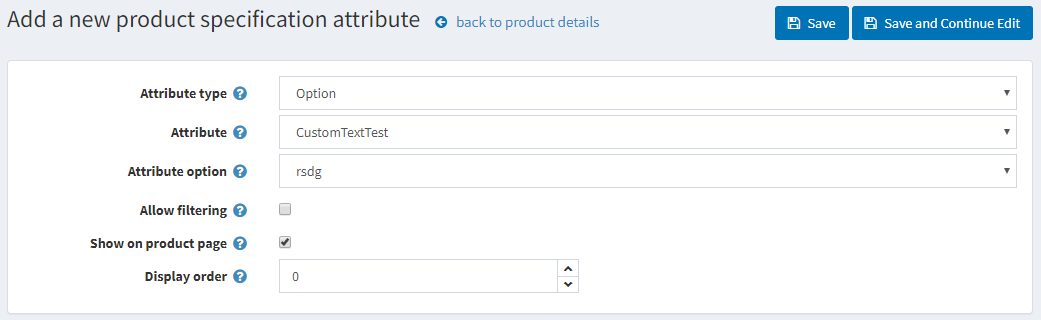 Add a new product specification attribute back to product details Save Save and Continue Edit
Attribute type ? Option
Attribute ? CustomTextTest
Attribute option ? rsdg
Allow filtering ?
Show on product page ?
Display order ? 0